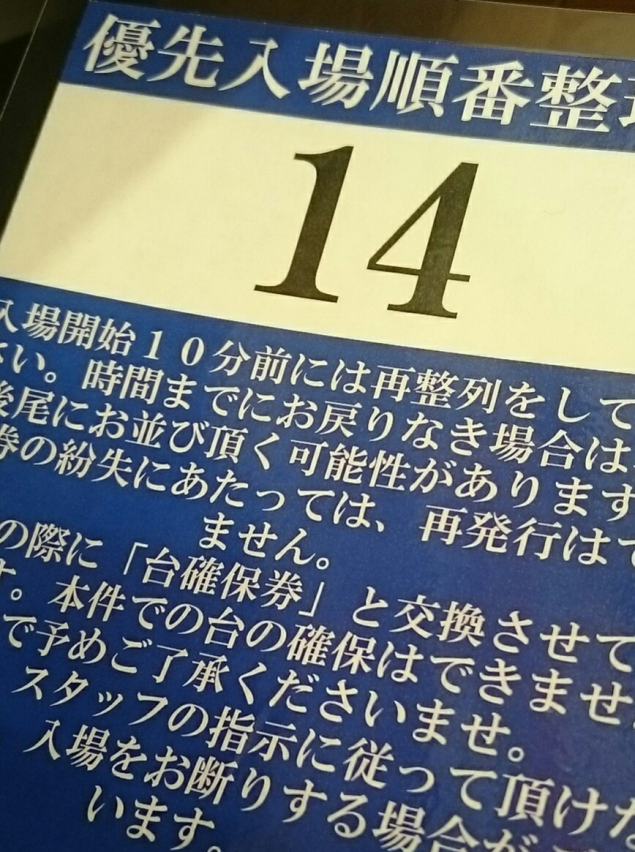 優先入場順番整
14
入場開始１０分前には再整列をして
さい。時間までにお戻りなき場合は
後尾にお並び頂く可能性があります
券の紛失にあたっては、再発行はで
ません。
の際に「台確保券」と交換させて
す。本件での台の確保はできませ
で予めご了承くださいませ。
スタッフの指示に従って頂けな
入場をお断りする場合が
います。